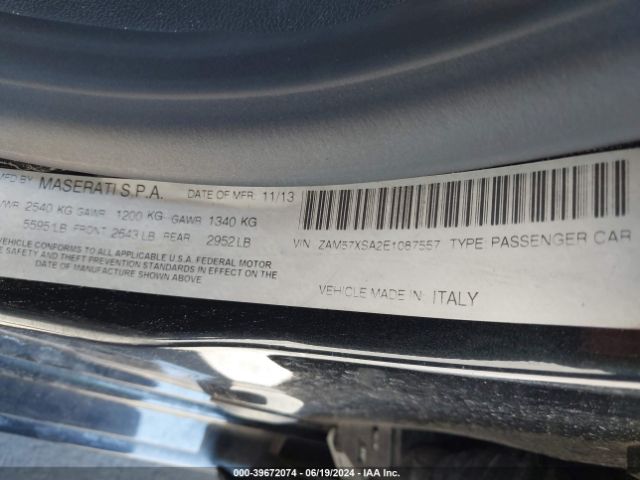 MFD BY MASERATI S.P.A. DATE OF MFR 11/13
VWR 2540 KG GAWR 1200 KG GAWR 1340 KG
5595 LB FRONT 2643 LB REAR 2952 LB
VEHICLE CONFORMS TO ALL APPLICABLE U.S.A. FEDERAL MOTOR
SAFETY AND THEFT PREVENTION STANDARDS IN EFFECT ON THE
DATE OF MANUFACTURE SHOWN ABOVE
VIN ZAM57XSA2E1087557 TYPE PASSENGER CAR
VEHICLE MADE IN ITALY
000-39672074 | 06/19/2024 | IAA Inc.